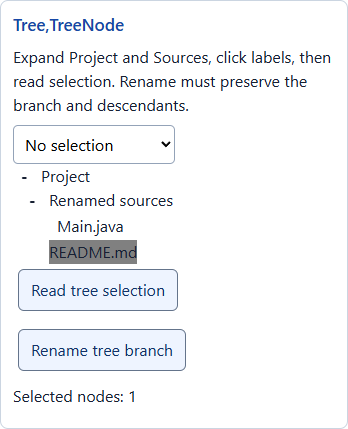 Tree,TreeNode
Expand Project and Sources, click labels, then
read selection. Rename must preserve the
branch and descendants.
No selection
- Project
- Renamed sources
Main.java
README.md
Read tree selection
Rename tree branch
Selected nodes: 1